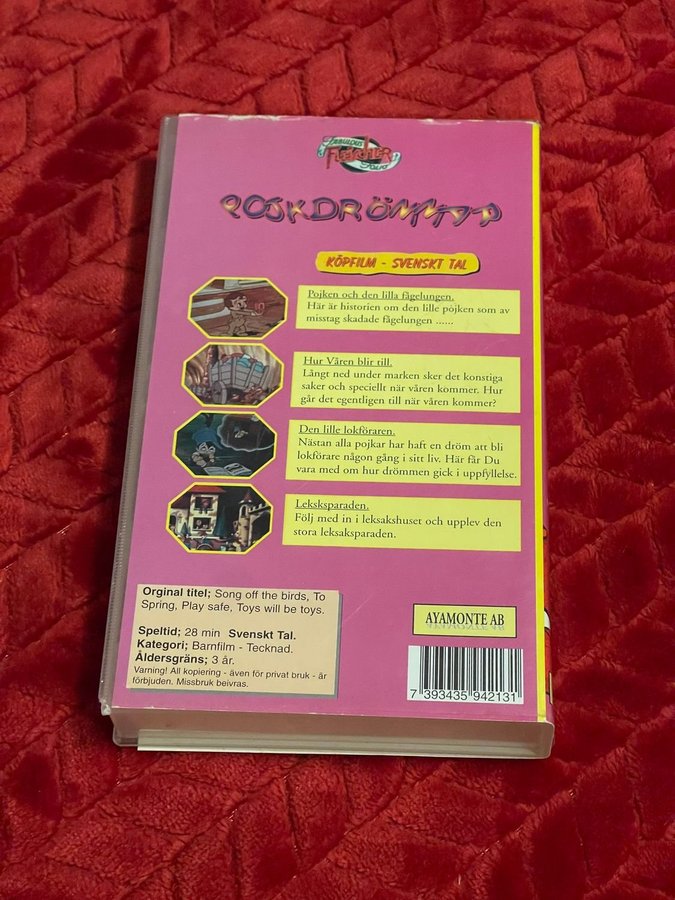 Fabulous
FLEISCHER
Folio
POJKDRÖMMAR
KÖPFILM - SVENSKT TAL
Pojken och den lilla fågelungen.
Här är historien om den lille pojken som av
misstag skadade fågelungen ......
Hur Våren blir till.
Långt ned under marken sker det konstiga
saker och speciellt när våren kommer. Hur
går det egentligen till när våren kommer?
Den lille lokföraren.
Nästan alla pojkar har haft en dröm att bli
lokförare någon gång i sitt liv. Här får Du
vara med om hur drömmen gick i uppfyllelse.
Leksksparaden.
Följ med in i leksakshuset och upplev den
stora leksaksparaden.
Orginal titel; Song off the birds, To
Spring, Play safe, Toys will be toys.
Speltid; 28 min Svenskt Tal.
Kategori; Barnfilm - Tecknad.
Åldersgräns; 3 år.
Varning! All kopiering - även för privat bruk - är
förbjuden. Missbruk beivras.
AYAMONTE AB
7 393435 942131